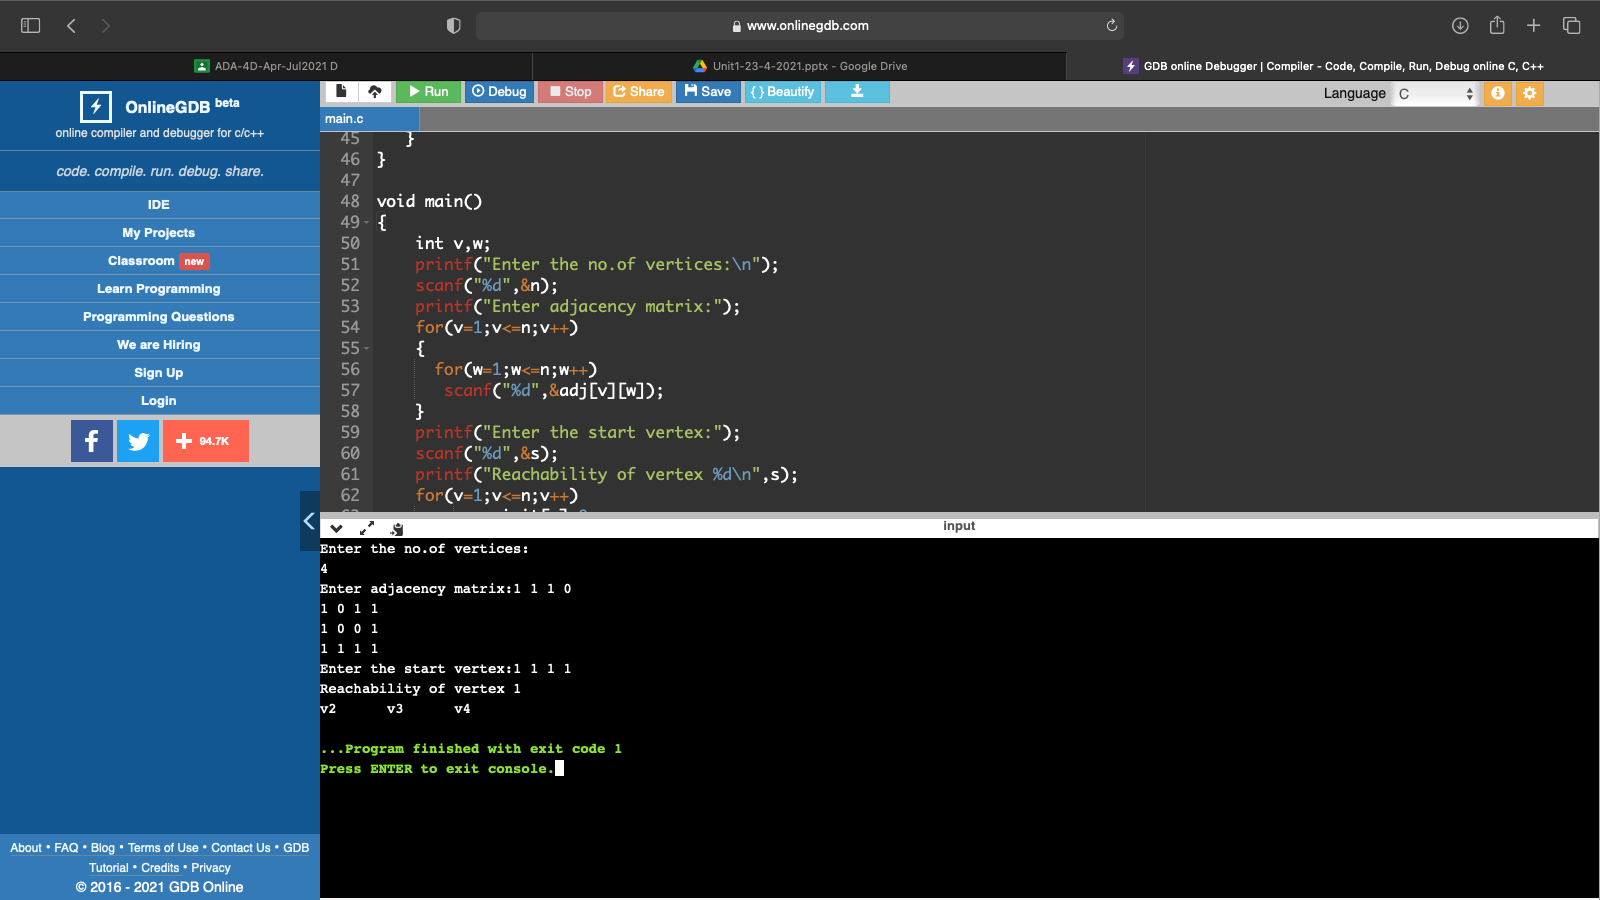 www.onlinegdb.com
ADA-4D-Apr-Jul2021 D
Unit1-23-4-2021.pptx - Google Drive
GDB online Debugger | Compiler - Code, Compile, Run, Debug online C, C++
OnlineGDB beta
online compiler and debugger for c/c++
code. compile. run. debug. share.
IDE
My Projects
Classroom new
Learn Programming
Programming Questions
We are Hiring
Sign Up
Login
f
+ 94.7K
About • FAQ • Blog • Terms of Use • Contact Us • GDB
Tutorial • Credits • Privacy
© 2016 - 2021 GDB Online
Run Debug Stop Share Save { } Beautify
Language C
main.c
45 }
46 }
47
48 void main()
49 {
50 int v,w;
51 printf("Enter the no.of vertices:\n");
52 scanf("%d",&n);
53 printf("Enter adjacency matrix:");
54 for(v=1;v<=n;v++)
55 {
56 for(w=1;w<=n;w++)
57 scanf("%d",&adj[v][w]);
58 }
59 printf("Enter the start vertex:");
60 scanf("%d",&s);
61 printf("Reachability of vertex %d\n",s);
62 for(v=1;v<=n;v++)
input
Enter the no.of vertices:
4
Enter adjacency matrix:1 1 1 0
1 0 1 1
1 0 0 1
1 1 1 1
Enter the start vertex:1 1 1 1
Reachability of vertex 1
v2 v3 v4
...Program finished with exit code 1
Press ENTER to exit console.